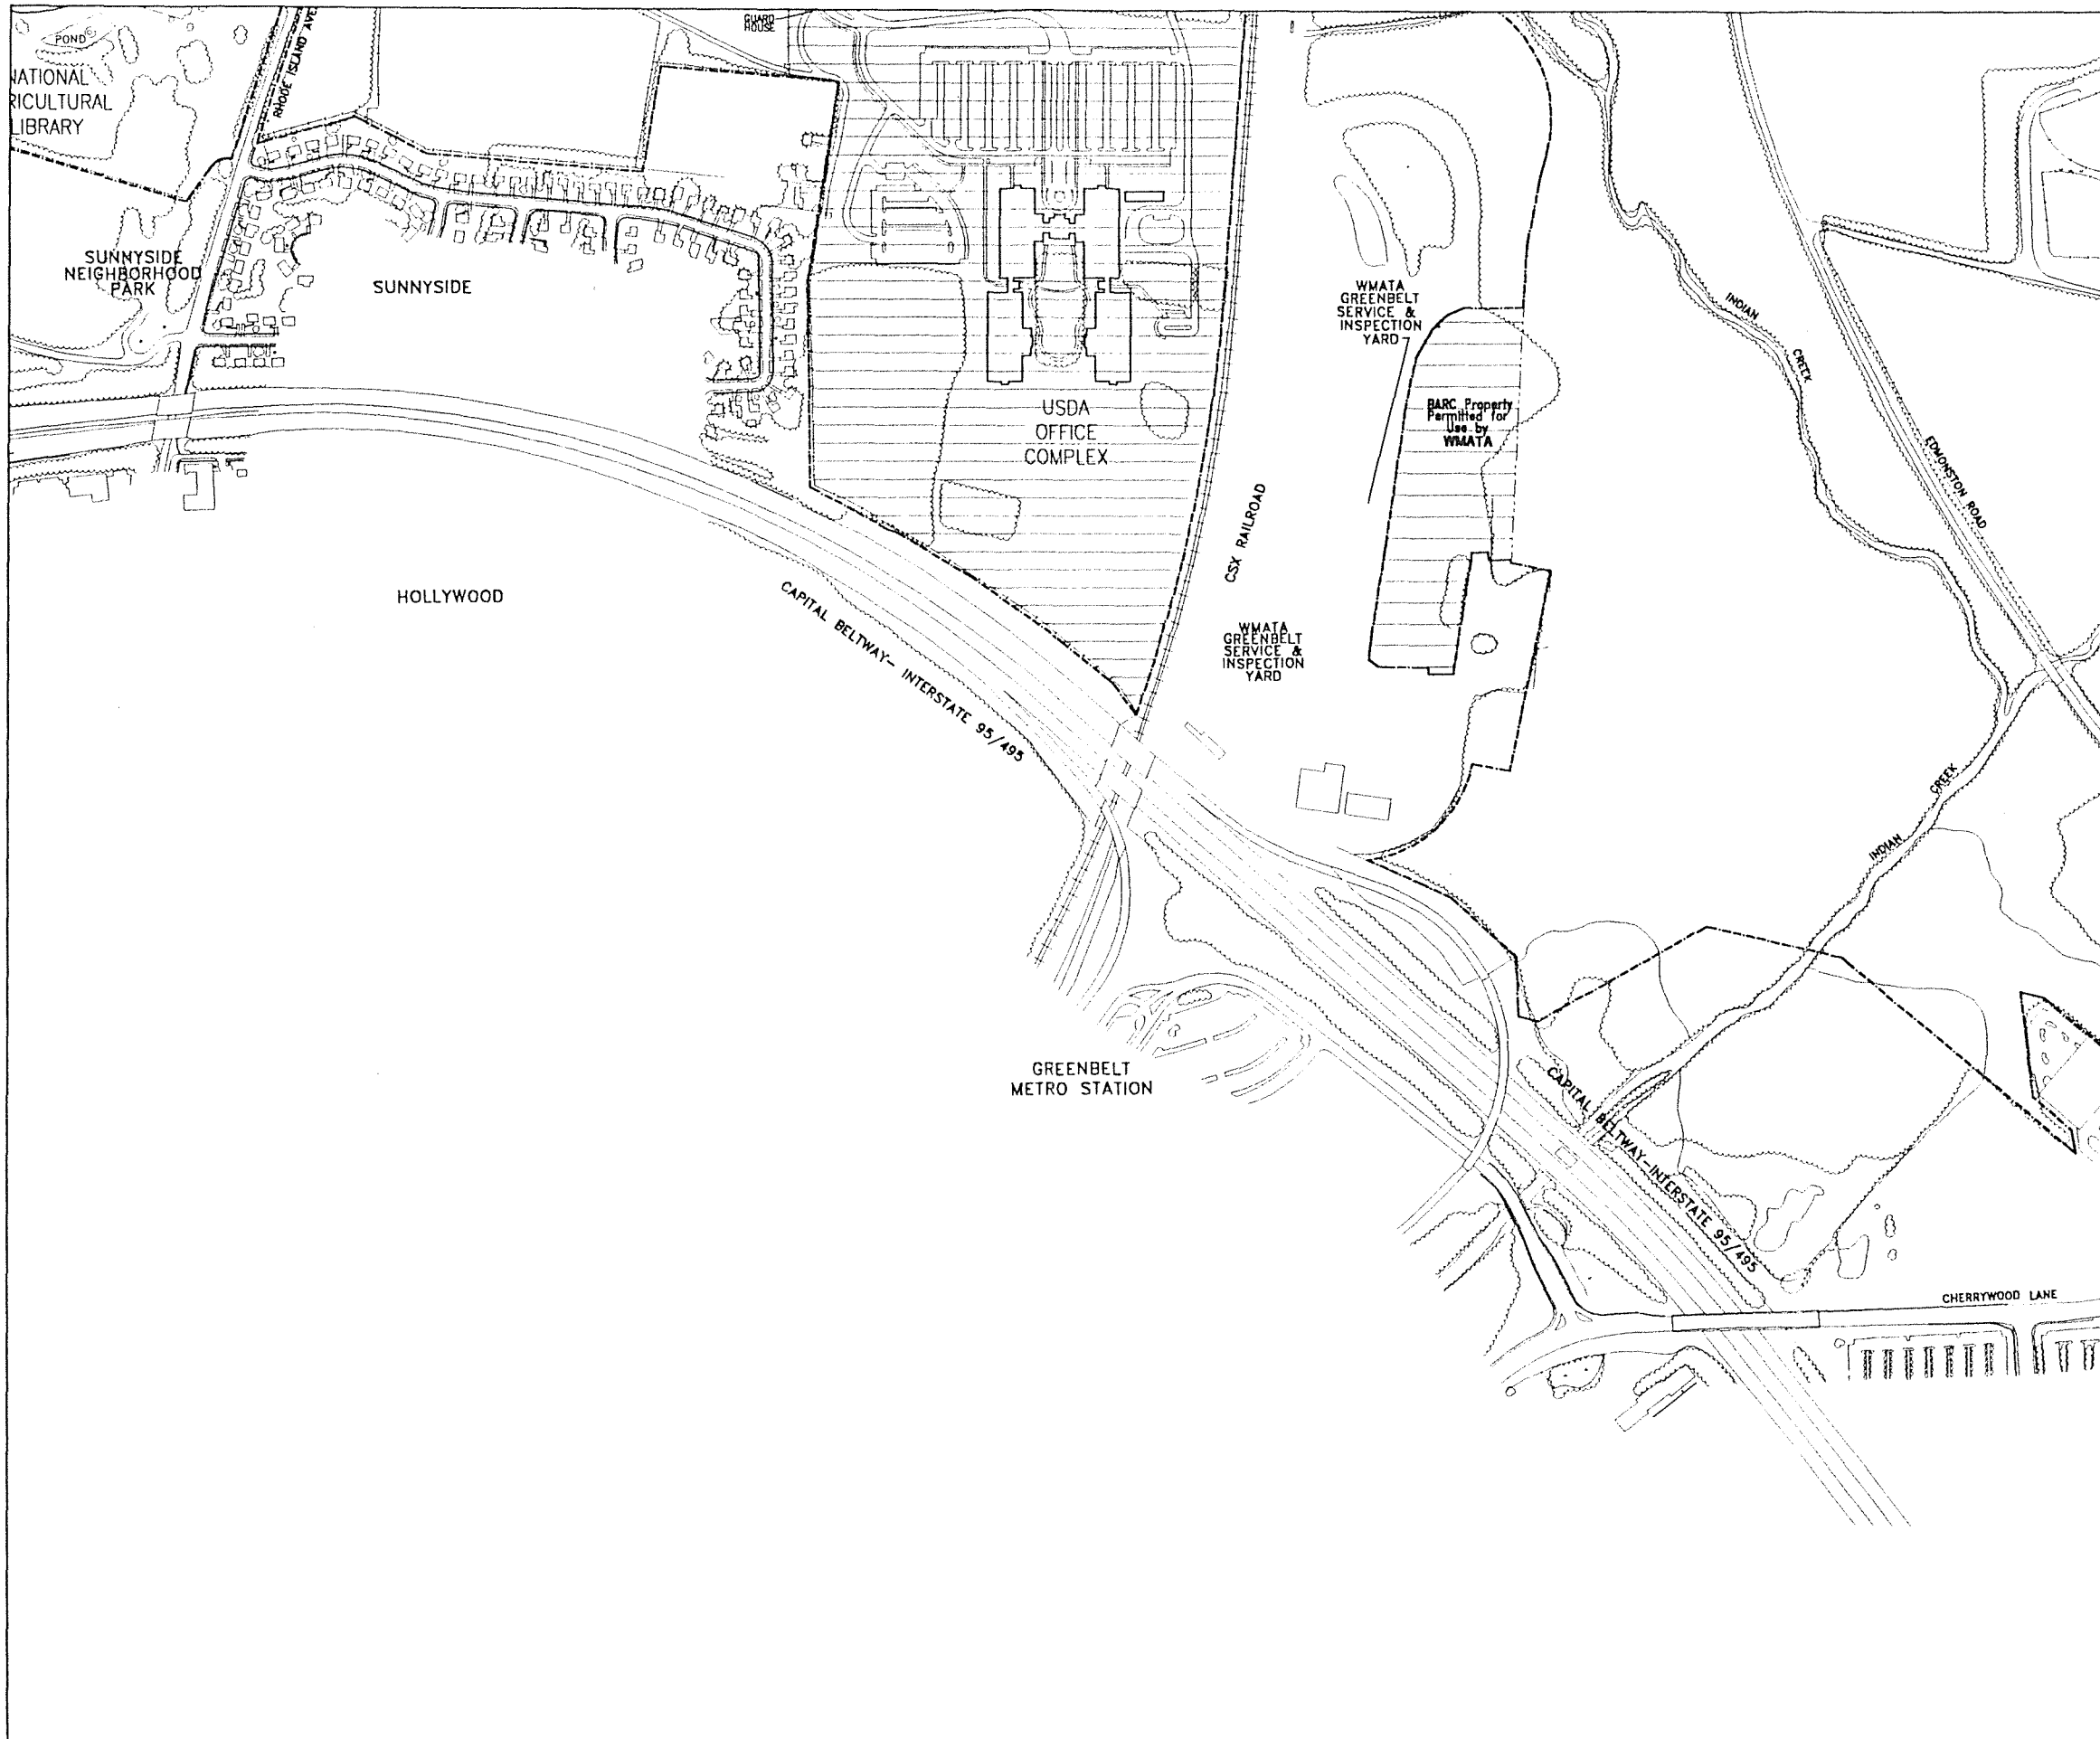 GUARD
HOUSE
POND
NATIONAL
RICULTURAL
LIBRARY
RHODE ISLAND AVE
SUNNYSIDE
NEIGHBORHOOD
PARK
SUNNYSIDE
WMATA
GREENBELT
SERVICE &
INSPECTION
YARD
INDIAN
CREEK
USDA
OFFICE
COMPLEX
BARC Property
Permitted for
Use by
WMATA
EDMONSTON ROAD
CSX RAILROAD
HOLLYWOOD
CAPITAL BELTWAY- INTERSTATE 95/495
WMATA
GREENBELT
SERVICE &
INSPECTION
YARD
CREEK
INDIAN
GREENBELT
METRO STATION
CAPITAL BELTWAY-INTERSTATE 95/495
CHERRYWOOD LANE